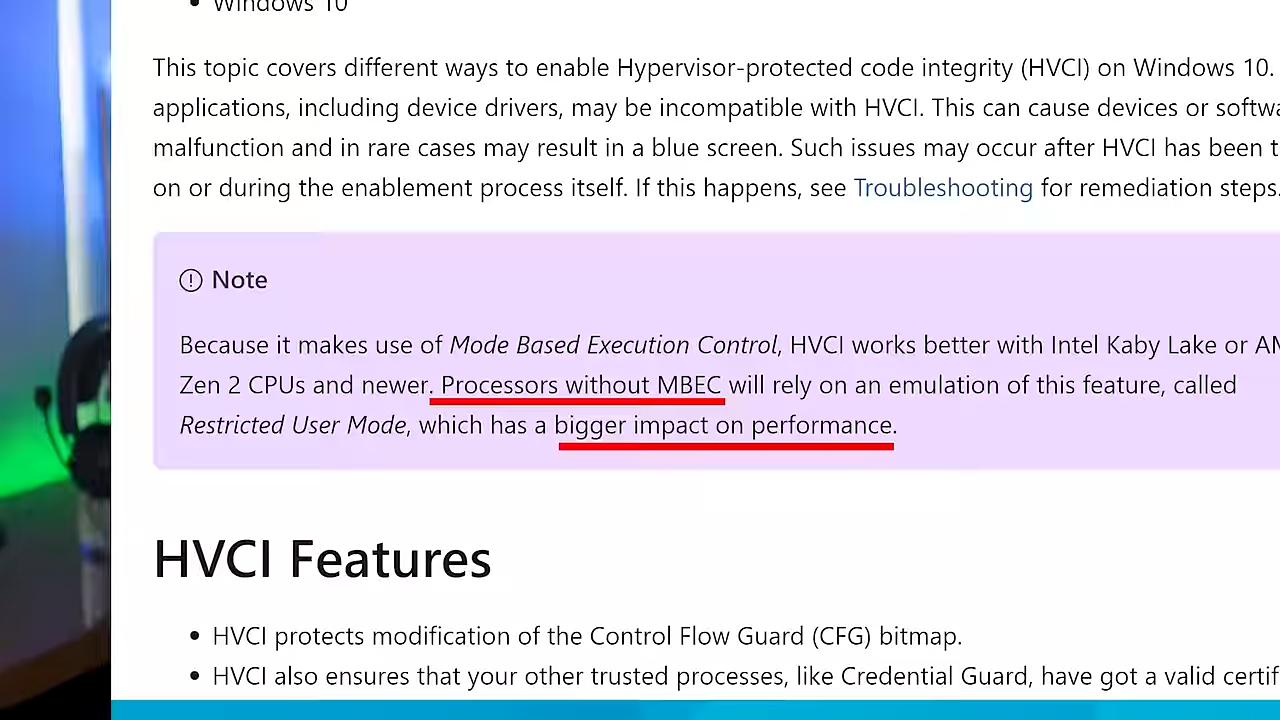 • Windows 10
This topic covers different ways to enable Hypervisor-protected code integrity (HVCI) on Windows 10.
applications, including device drivers, may be incompatible with HVCI. This can cause devices or softwa
malfunction and in rare cases may result in a blue screen. Such issues may occur after HVCI has been t
on or during the enablement process itself. If this happens, see Troubleshooting for remediation steps.
Note
Because it makes use of Mode Based Execution Control, HVCI works better with Intel Kaby Lake or AM
Zen 2 CPUs and newer. Processors without MBEC will rely on an emulation of this feature, called
Restricted User Mode, which has a bigger impact on performance.
HVCI Features
• HVCI protects modification of the Control Flow Guard (CFG) bitmap.
• HVCI also ensures that your other trusted processes, like Credential Guard, have got a valid certif